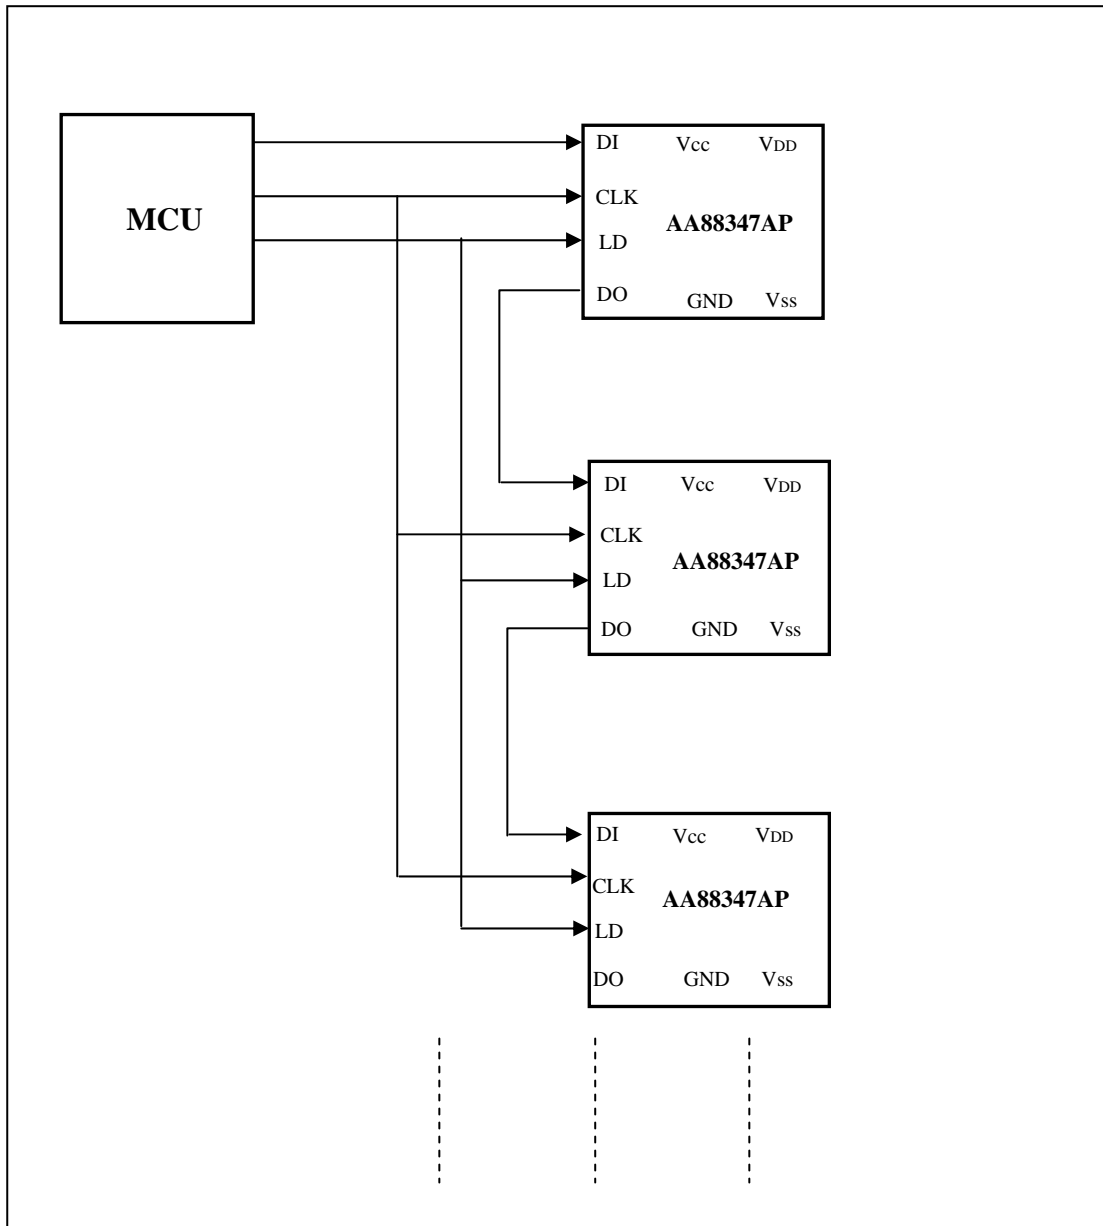 DI Vcc VDD
MCU
CLK
AA88347AP
LD
DO GND Vss
DI Vcc VDD
CLK
AA88347AP
LD
DO GND Vss
DI Vcc VDD
CLK
AA88347AP
LD
DO GND Vss